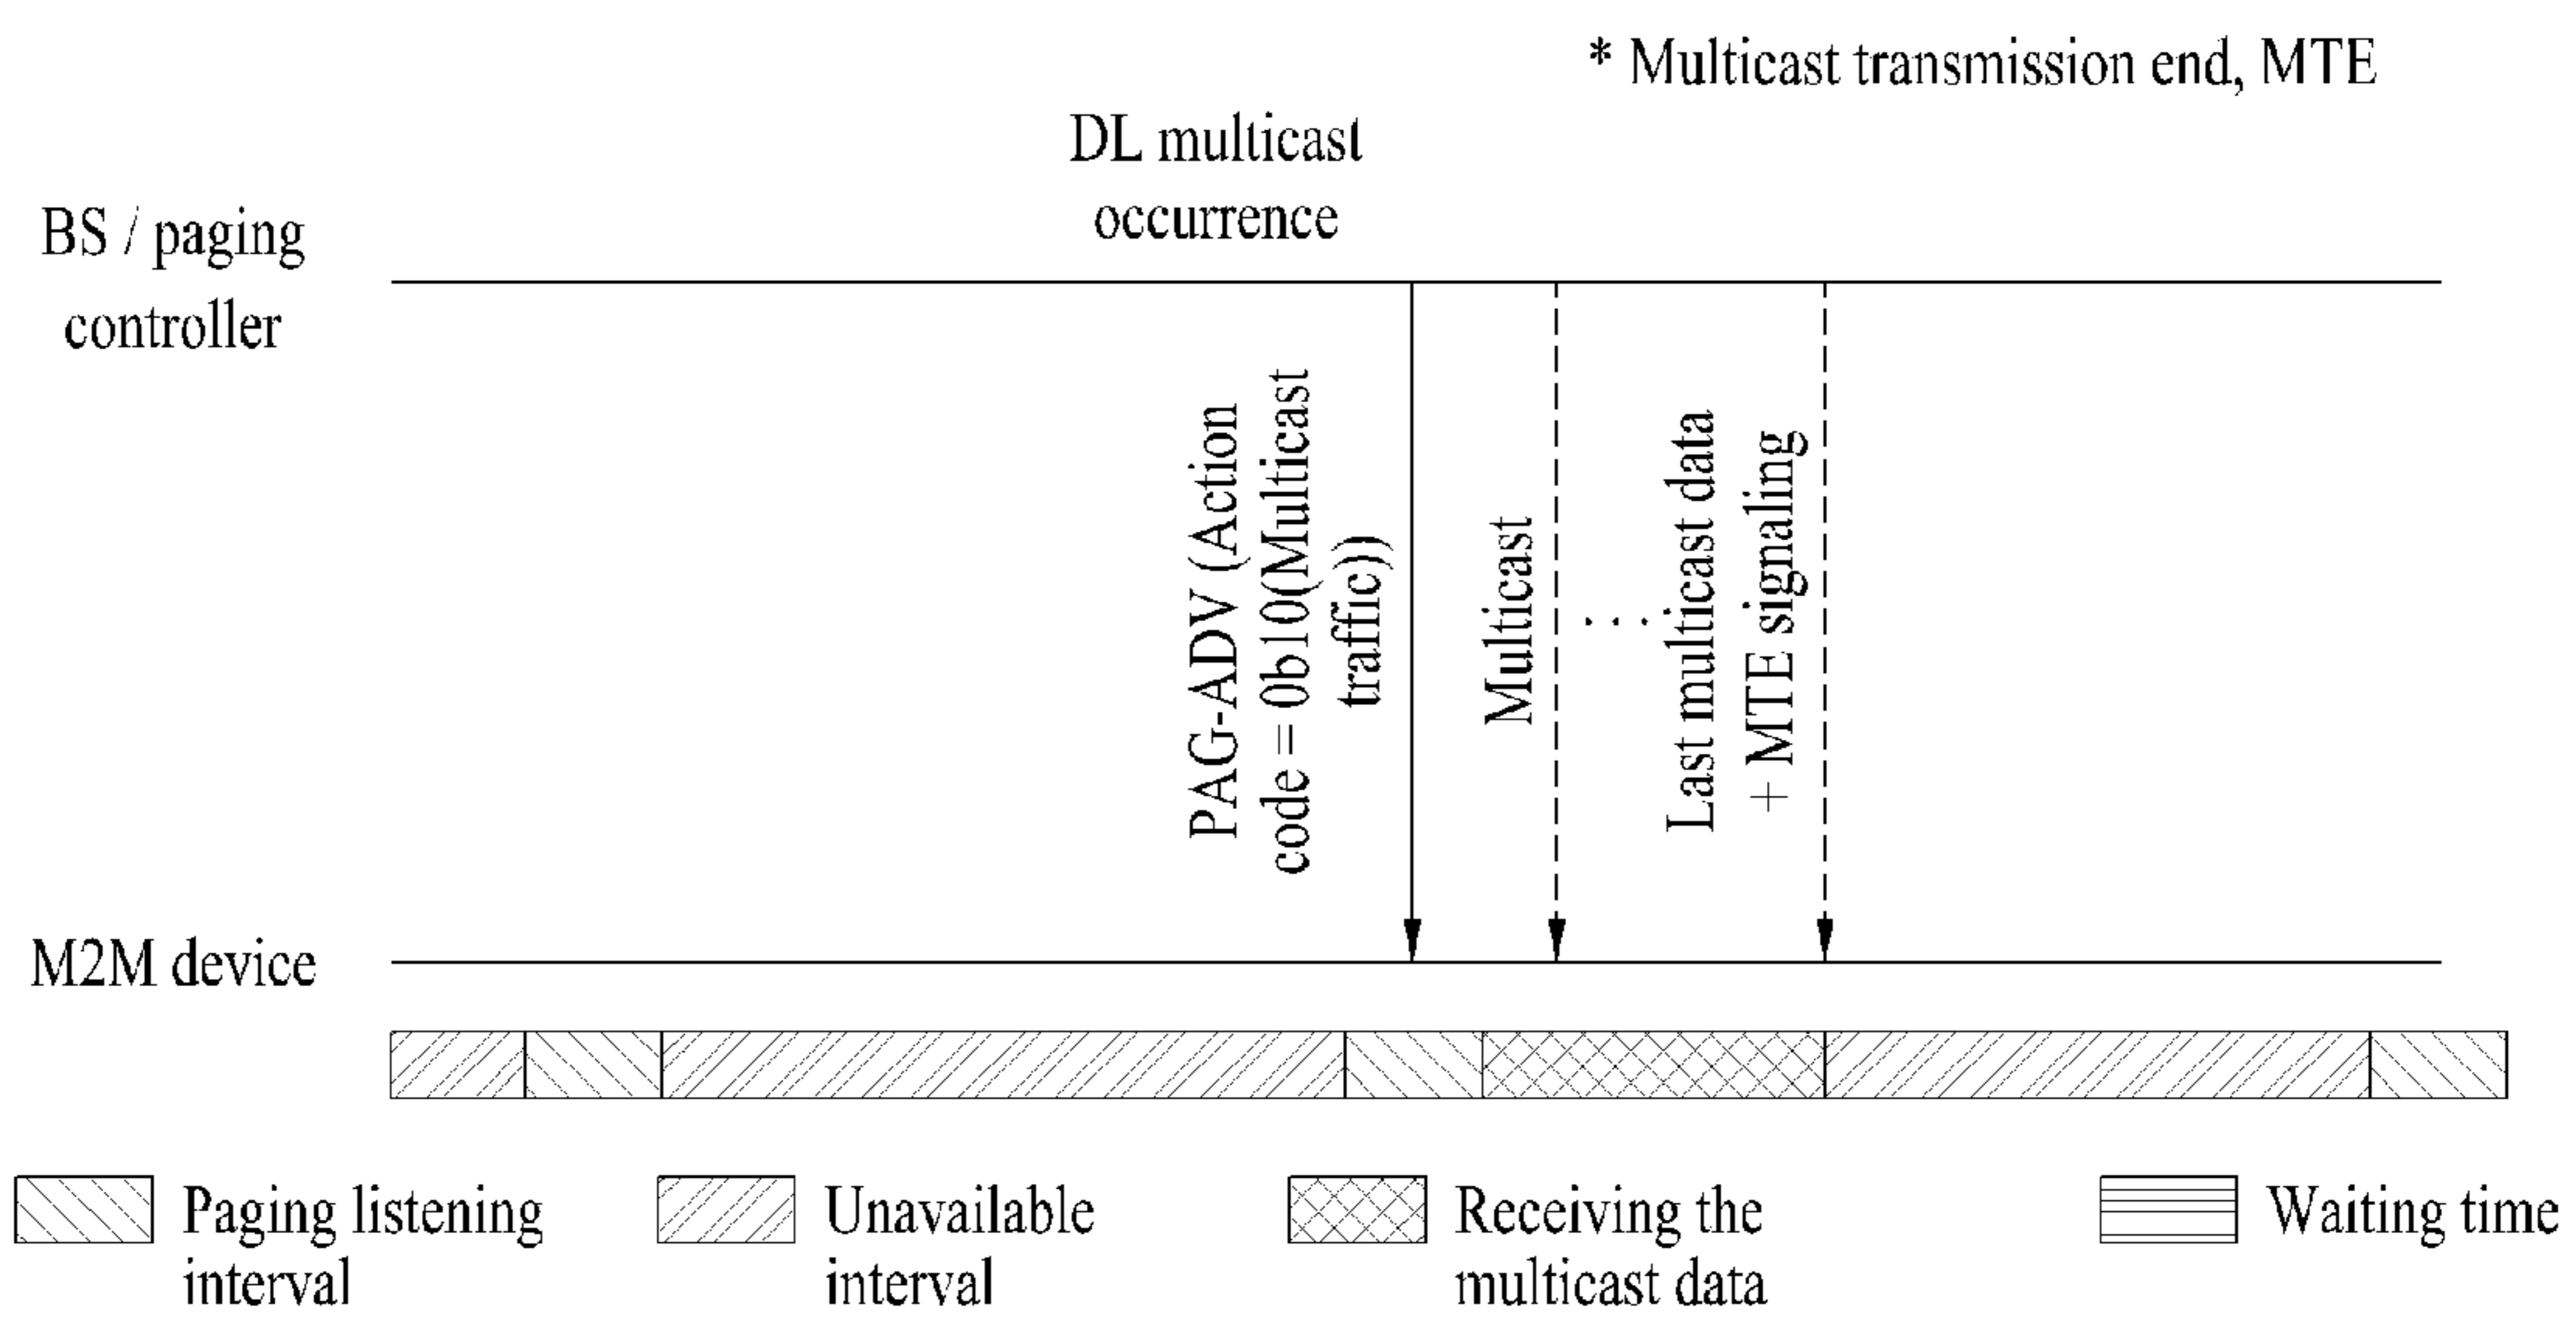 * Multicast transmission end, MTE
DL multicast
occurrence
BS / paging
controller
PAG-ADV (Action
code = 0b10(Multicast
traffic))
Multicast
. . .
Last multicast data
+ MTE signaling
M2M device
Paging listening
interval
Unavailable
interval
Receiving the
multicast data
Waiting time